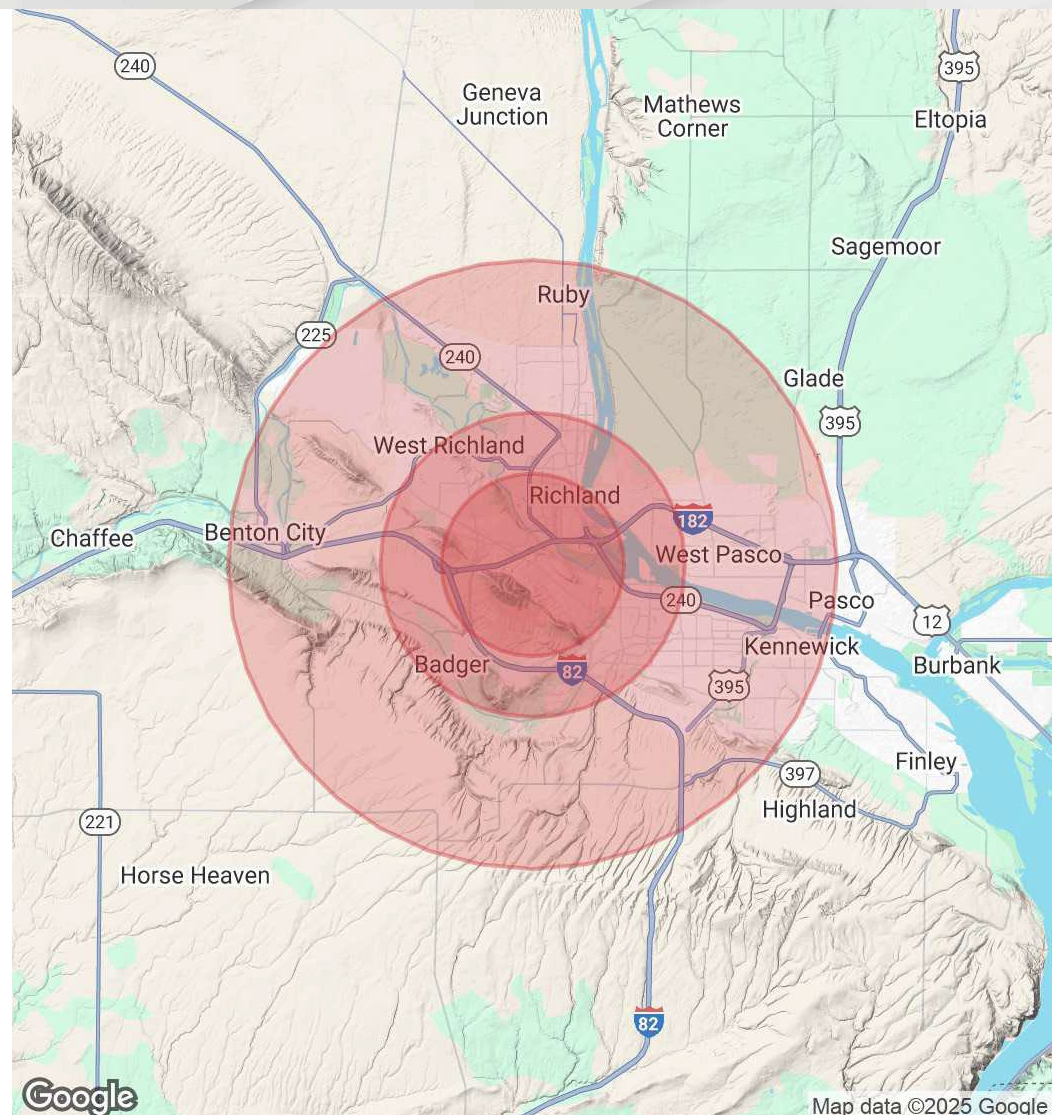 240
395
Geneva
Junction
Mathews
Corner
Eltopia
Sagemoor
Ruby
225
240
Glade
395
West Richland
Richland
182
Chaffee
Benton City
West Pasco
240
Pasco
12
Kennewick
Burbank
Badger
82
395
Finley
397
Highland
221
Horse Heaven
82
Google
Map data ©2025 Google